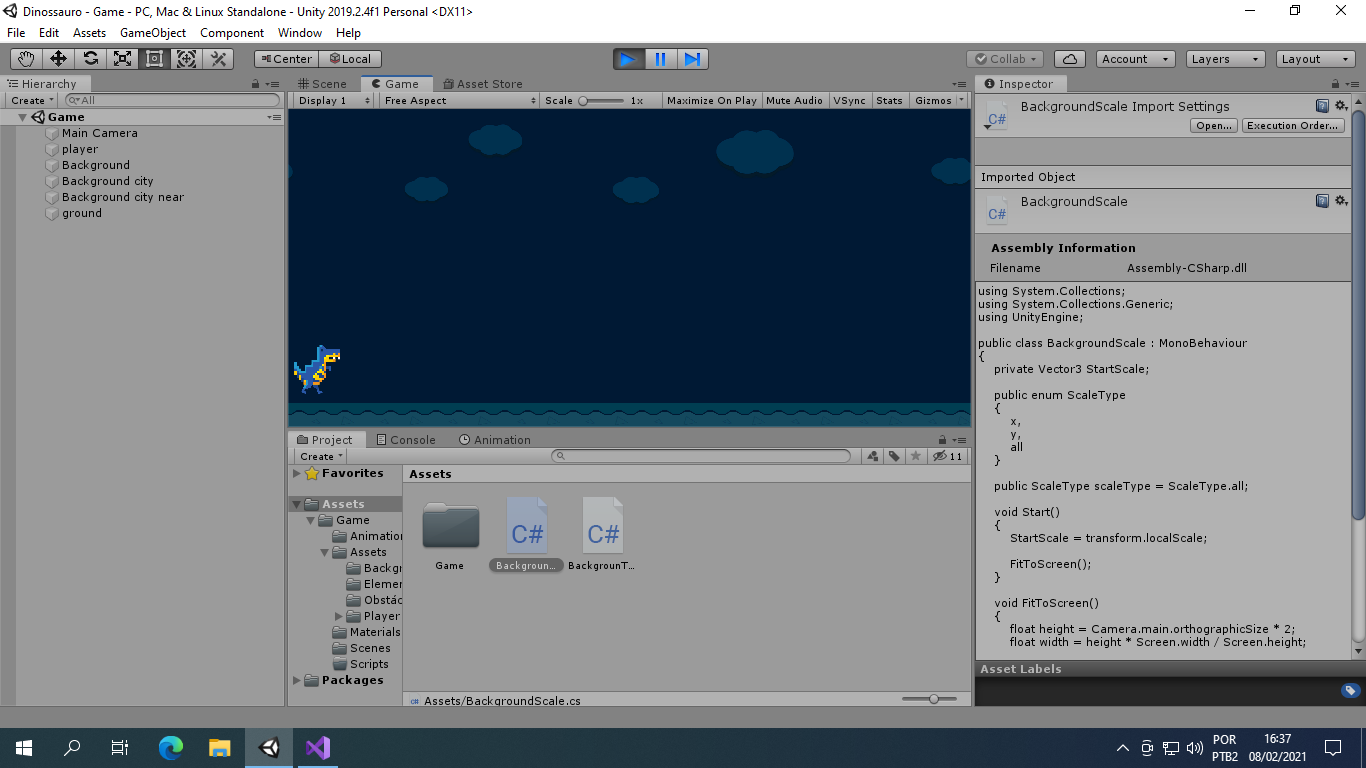 Dinossauro - Game - PC, Mac & Linux Standalone - Unity 2019.2.4f1 Personal <DX11>
File Edit Assets GameObject Component Window Help
Center Local
Collab Account Layers Layout
Hierarchy
Create All
Game
Main Camera
player
Background
Background city
Background city near
ground
Scene Game Asset Store
Display 1 Free Aspect Scale 1x Maximize On Play Mute Audio VSync Stats Gizmos
Project Console Animation
Create 11
Favorites
Assets
Game
Animation
Assets
Backgr
Elemen
Obstác
Player
Materials
Scenes
Scripts
Packages
Assets
Game Backgroun... BackgrounT...
Assets/BackgroundScale.cs
Inspector
BackgroundScale Import Settings
C#
Open... Execution Order...
Imported Object
BackgroundScale
C#
Assembly Information
Filename Assembly-CSharp.dll
using System.Collections;
using System.Collections.Generic;
using UnityEngine;
public class BackgroundScale : MonoBehaviour
{
private Vector3 StartScale;
public enum ScaleType
{
x,
y,
all
}
public ScaleType scaleType = ScaleType.all;
void Start()
{
StartScale = transform.localScale;
FitToScreen();
}
void FitToScreen()
{
float height = Camera.main.orthographicSize * 2;
float width = height * Screen.width / Screen.height;
Asset Labels
C# C#
POR
PTB2
16:37
08/02/2021